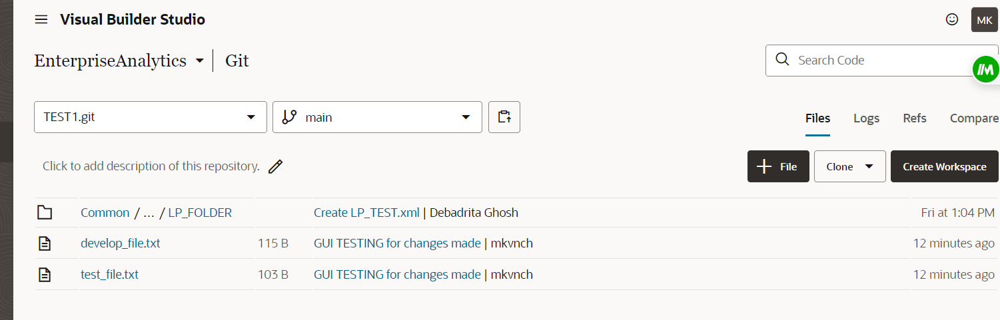 Visual Builder Studio
MK
EnterpriseAnalytics
Git
Search Code
TEST1.git
main
Files
Logs
Refs
Compare
Click to add description of this repository.
File
Clone
Create Workspace
Common / ... / LP_FOLDER Create LP_TEST.xml | Debadrita Ghosh Fri at 1:04 PM
develop_file.txt 115 B GUI TESTING for changes made | mkvnch 12 minutes ago
test_file.txt 103 B GUI TESTING for changes made | mkvnch 12 minutes ago